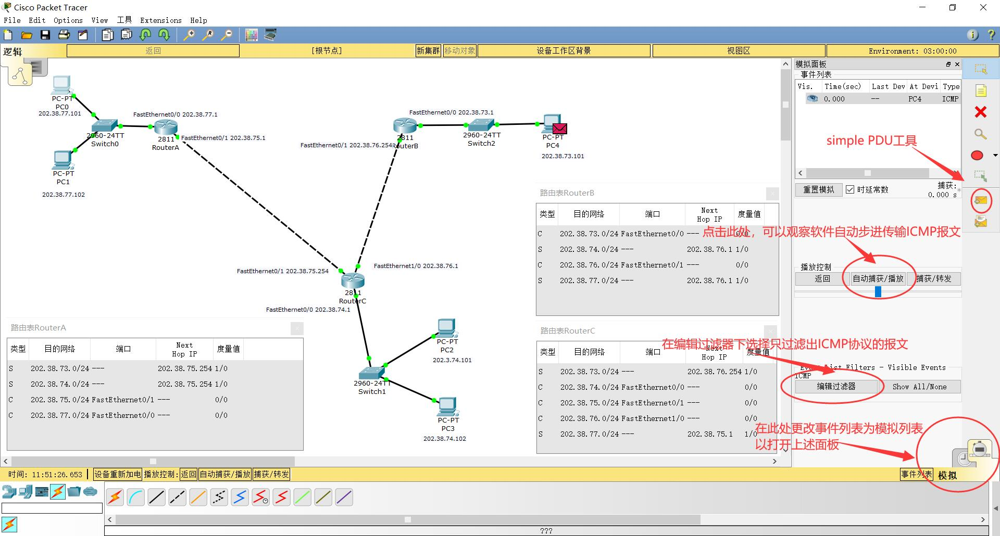 Cisco Packet Tracer
File Edit Options View 工具 Extensions Help
逻辑 返回 [根节点] 新集群 移动对象 设备工作区背景 视图区 Environment: 03:00:00
PC-PT
PC0
202.38.77.101
2960-24TT
Switch0
PC-PT
PC1
202.38.77.102
FastEthernet0/0 202.38.77.1
2811
RouterA
FastEthernet0/1 202.38.75.1
FastEthernet0/0 202.38.73.1
FastEthernet0/1 202.38.76.254
2811
RouterB
2960-24TT
Switch2
PC-PT
PC4
202.38.73.101
FastEthernet0/1 202.38.75.254
FastEthernet1/0 202.38.76.1
2811
RouterC
FastEthernet0/0 202.38.74.1
2960-24TT
Switch1
PC-PT
PC2
202.3.74.101
PC-PT
PC3
202.38.74.102
路由表RouterA
类型 目的网络 端口 Next Hop IP 度量值
S 202.38.73.0/24 --- 202.38.75.254 1/0
S 202.38.74.0/24 --- 202.38.75.254 1/0
C 202.38.75.0/24 FastEthernet0/1 --- 0/0
C 202.38.77.0/24 FastEthernet0/0 --- 0/0
路由表RouterB
类型 目的网络 端口 Next Hop IP 度量值
C 202.38.73.0/24 FastEthernet0/0 --- 0/0
S 202.38.74.0/24 --- 202.38.76.1 1/0
C 202.38.76.0/24 FastEthernet0/1 --- 0/0
S 202.38.77.0/24 --- 202.38.76.1 1/0
路由表RouterC
类型 目的网络 端口 Next Hop IP 度量值
S 202.38.73.0/24 --- 202.38.76.254 1/0
C 202.38.74.0/24 FastEthernet0/0 --- 0/0
C 202.38.75.0/24 FastEthernet0/1 --- 0/0
C 202.38.76.0/24 FastEthernet1/0 --- 0/0
S 202.38.77.0/24 --- 202.38.75.1 1/0
模拟面板
事件列表
Vis. Time(sec) Last Dev At Devi Type
0.000 -- PC4 ICMP
simple PDU工具
重置模拟 时延常数 捕获:
0.000 s *
点击此处，可以观察软件自动步进传输ICMP报文
播放控制
返回 自动捕获/播放 捕获/转发
在编辑过滤器下选择只过滤出ICMP协议的报文
Event List Filters - Visible Events
ICMP
编辑过滤器 Show All/None
在此处更改事件列表为模拟列表
以打开上述面板
时间: 11:51:26.653 设备重新加电 播放控制: 返回 自动捕获/播放 捕获/转发 事件列表 模拟
???